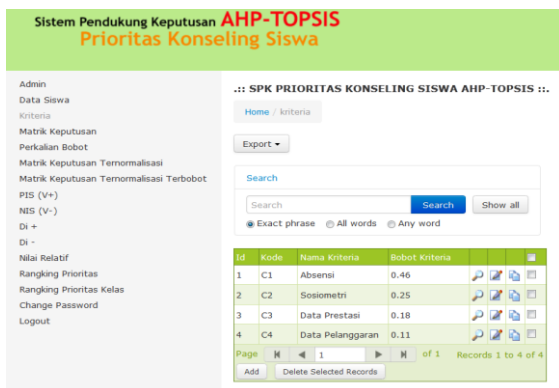 Sistem Pendukung Keputusan AHP-TOPSIS
Prioritas Konseling Siswa
Admin
Data Siswa
Kriteria
Matrik Keputusan
Perkalian Bobot
Matrik Keputusan Ternormalisasi
Matrik Keputusan Ternormalisasi Terbobot
PIS (V+)
NIS (V-)
Di +
Di -
Nilai Relatif
Rangking Prioritas
Rangking Prioritas Kelas
Change Password
Logout
.:: SPK PRIORITAS KONSELING SISWA AHP-TOPSIS ::.
Home / kriteria
Export
Search
Search Search Show all
Exact phrase All words Any word
Id Kode Nama Kriteria Bobot Kriteria
1 C1 Absensi 0.46
2 C2 Sosiometri 0.25
3 C3 Data Prestasi 0.18
4 C4 Data Pelanggaran 0.11
Page 1 of 1 Records 1 to 4 of 4
Add Delete Selected Records